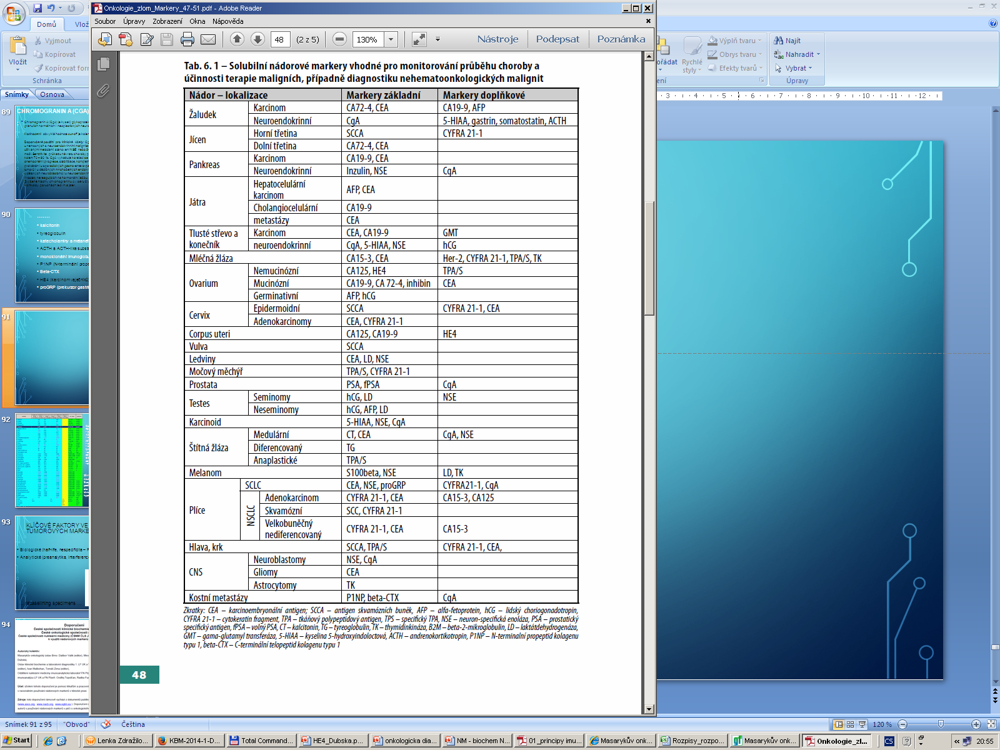 Onkologie_zlom_Markery_47-51.pdf - Adobe Reader
Soubor Úpravy Zobrazení Okna Nápověda
48 (2 z 5) 130% Nástroje Podepsat Poznámka
Domů
Vlož
Vložit
Vyjmout
Kopírovat
Kopírovat form
Schránka
Snímky Osnova
Rychlé styly
Výplň tvaru
Obrys tvaru
Efekty tvarů
Najít
Nahradit
Vybrat
Úpravy
3 4 5 6 7 8 9 10 11 12
Tab. 6. 1 – Solubilní nádorové markery vhodné pro monitorování průběhu choroby a
účinnosti terapie maligních, případně diagnostiku nehematoonkologických malignit
Nádor – lokalizace Markery základní Markery doplňkové
Žaludek Karcinom CA72-4, CEA CA19-9, AFP
Neuroendokrinní CgA 5-HIAA, gastrin, somatostatin, ACTH
Jícen Horní třetina SCCA CYFRA 21-1
Dolní třetina CA72-4, CEA
Pankreas Karcinom CA19-9, CEA
Neuroendokrinní Inzulin, NSE CgA
Játra Hepatocelulární
karcinom AFP, CEA
Cholangiocelulární CA19-9
metastázy CEA
Tlusté střevo a
konečník Karcinom CEA, CA19-9 GMT
neuroendokrinní CgA, 5-HIAA, NSE hCG
Mléčná žláza CA15-3, CEA Her-2, CYFRA 21-1, TPA/S, TK
Ovarium Nemucinózní CA125, HE4 TPA/S
Mucinózní CA19-9, CA 72-4, inhibin CEA
Germinativní AFP, hCG
Cervix Epidermoidní SCCA CYFRA 21-1, CEA
Adenokarcinomy CEA, CYFRA 21-1
Corpus uteri CA125, CA19-9 HE4
Vulva SCCA
Ledviny CEA, LD, NSE
Močový měchýř TPA/S, CYFRA 21-1
Prostata PSA, fPSA CgA
Testes Seminomy hCG, LD NSE
Neseminomy hCG, AFP, LD
Karcinoid 5-HIAA, NSE, CgA
Štítná žláza Medulární CT, CEA CgA, NSE
Diferencovaný TG
Anaplastické TPA/S
Melanom S100beta, NSE LD, TK
Plíce SCLC CEA, NSE, proGRP CYFRA21-1, CgA
NSCLC Adenokarcinom CYFRA 21-1, CEA CA15-3, CA125
Skvamózní SCC, CYFRA 21-1
Velkobuněčný
nediferencovaný CYFRA 21-1, CEA CA15-3
Hlava, krk SCCA, TPA/S CYFRA 21-1, CEA,
CNS Neuroblastomy NSE, CgA
Gliomy CEA
Astrocytomy TK
Kostní metastázy P1NP, beta-CTX CgA
Zkratky: CEA – karcinoembryonální antigen; SCCA – antigen skvamózních buněk, AFP – alfa-fetoprotein, hCG – lidský choriogonadotropin,
CYFRA 21-1 – cytokeratin fragment, TPA – tkáňový polypeptidový antigen, TPS – specifický TPA, NSE – neuron-specifická enoláza, PSA – prostatický
specifický antigen, fPSA – volný PSA, CT – kalcitonin, TG – tyreoglobulin, TK – thymidinkináza, B2M – beta-2-mikroglobulin, LD – laktátdehydrogenáza,
GMT – gama-glutamyl transferáza, 5-HIAA – kyselina 5-hydroxyindoloctová, ACTH – andrenokortikotropin, P1NP – N-terminalní propeptid kolagenu
typu 1, beta-CTX – C-terminální telopeptid kolagenu typu 1
48
89
CHROMOGRANIN A (CGA)
90
kalcitonin
tyreoglobulin
katecholaminy a metanef
ACTH a ACTH-like substa
monoklonální imunoglobu
P1NP (N-terminální prope
Beta-CTX
HE4 (karcinom vaječníků
proGRP (prekurzor gastri
91
92
93
KLÍČOVÉ FAKTORY VE
TUMOROVÝCH MARKE
94
Doporučení
České společnosti klinické biochemie
České onkologické společnosti
k využití nádorových markerů
Autorský kolektiv:
Snímek 91 z 95 "Obvod" Čeština 120 %
Start Lenka Zdražilo... KBM-2014-1-D... Total Command... HE4_Dubska.p... onkologicka dia... NM - biochem N... 01_principy imu... Masarykův onk... Rozpisy_rozpo... Masarykův onk... Onkologie_zl... CS « 20:55